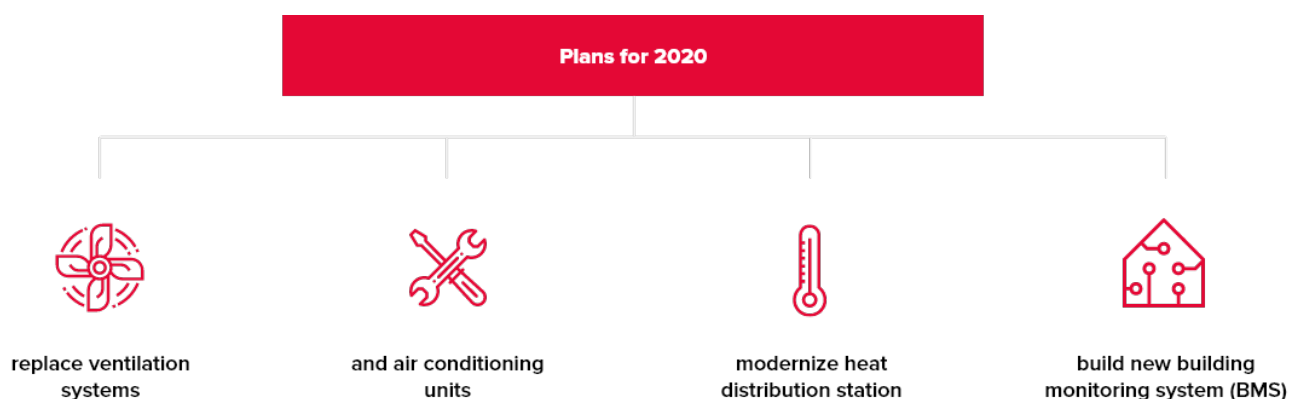 Plans for 2020
replace ventilation
systems
and air conditioning
units
modernize heat
distribution station
build new building
monitoring system (BMS)